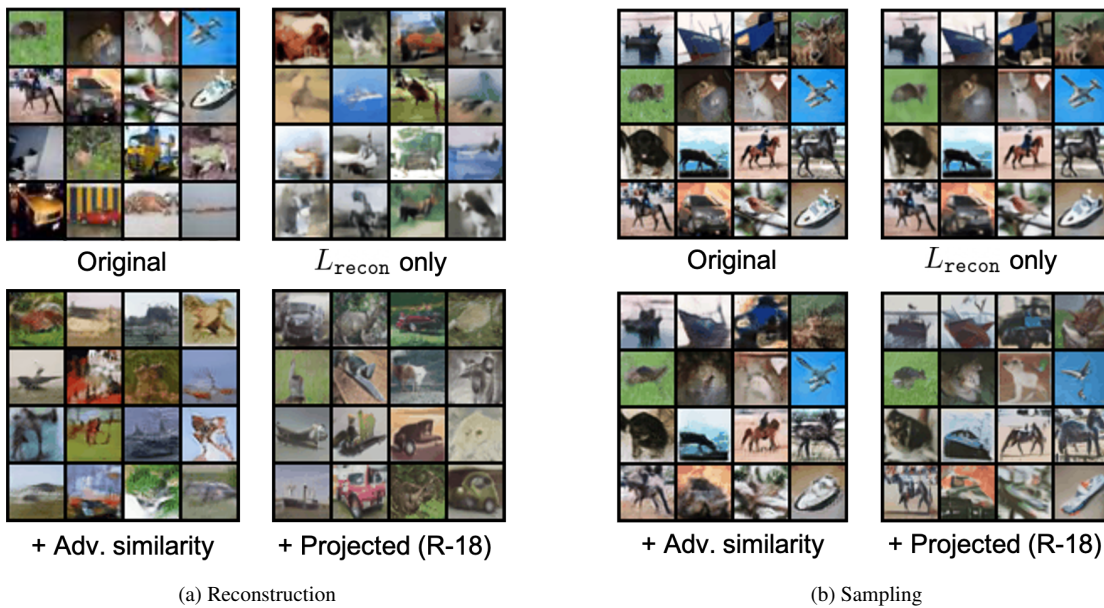 Original
L_recon only
+ Adv. similarity
+ Projected (R-18)
(a) Reconstruction
Original
L_recon only
+ Adv. similarity
+ Projected (R-18)
(b) Sampling